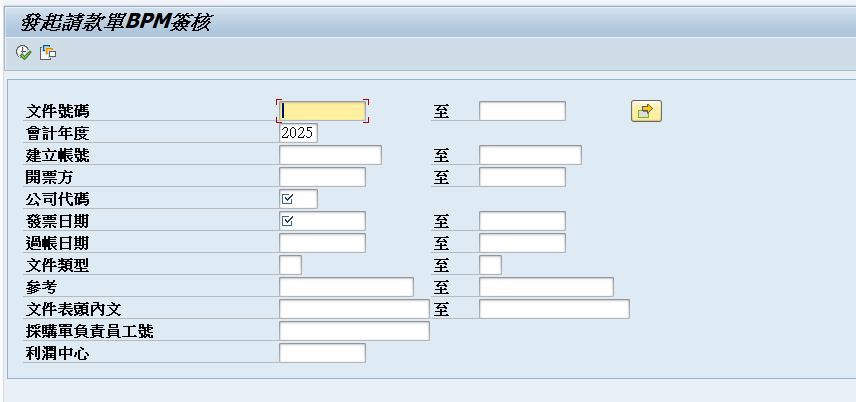 發起請款單BPM簽核
文件號碼 至
會計年度 2025
建立帳號 至
開票方 至
公司代碼
發票日期 至
過帳日期 至
文件類型 至
參考 至
文件表頭內文 至
採購單負責員工號
利潤中心